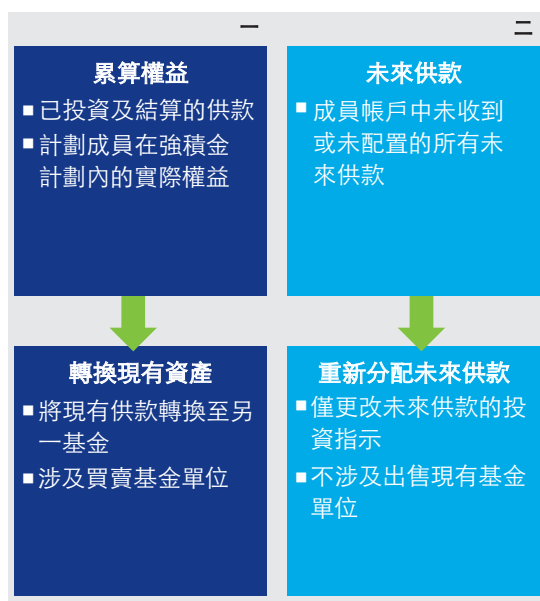 一
累算權益
已投資及結算的供款
計劃成員在強積金
計劃內的實際權益
轉換現有資產
將現有供款轉換至另
一基金
涉及買賣基金單位
二
未來供款
成員帳戶中未收到
或未配置的所有未
來供款
重新分配未來供款
僅更改未來供款的投
資指示
不涉及出售現有基金
單位